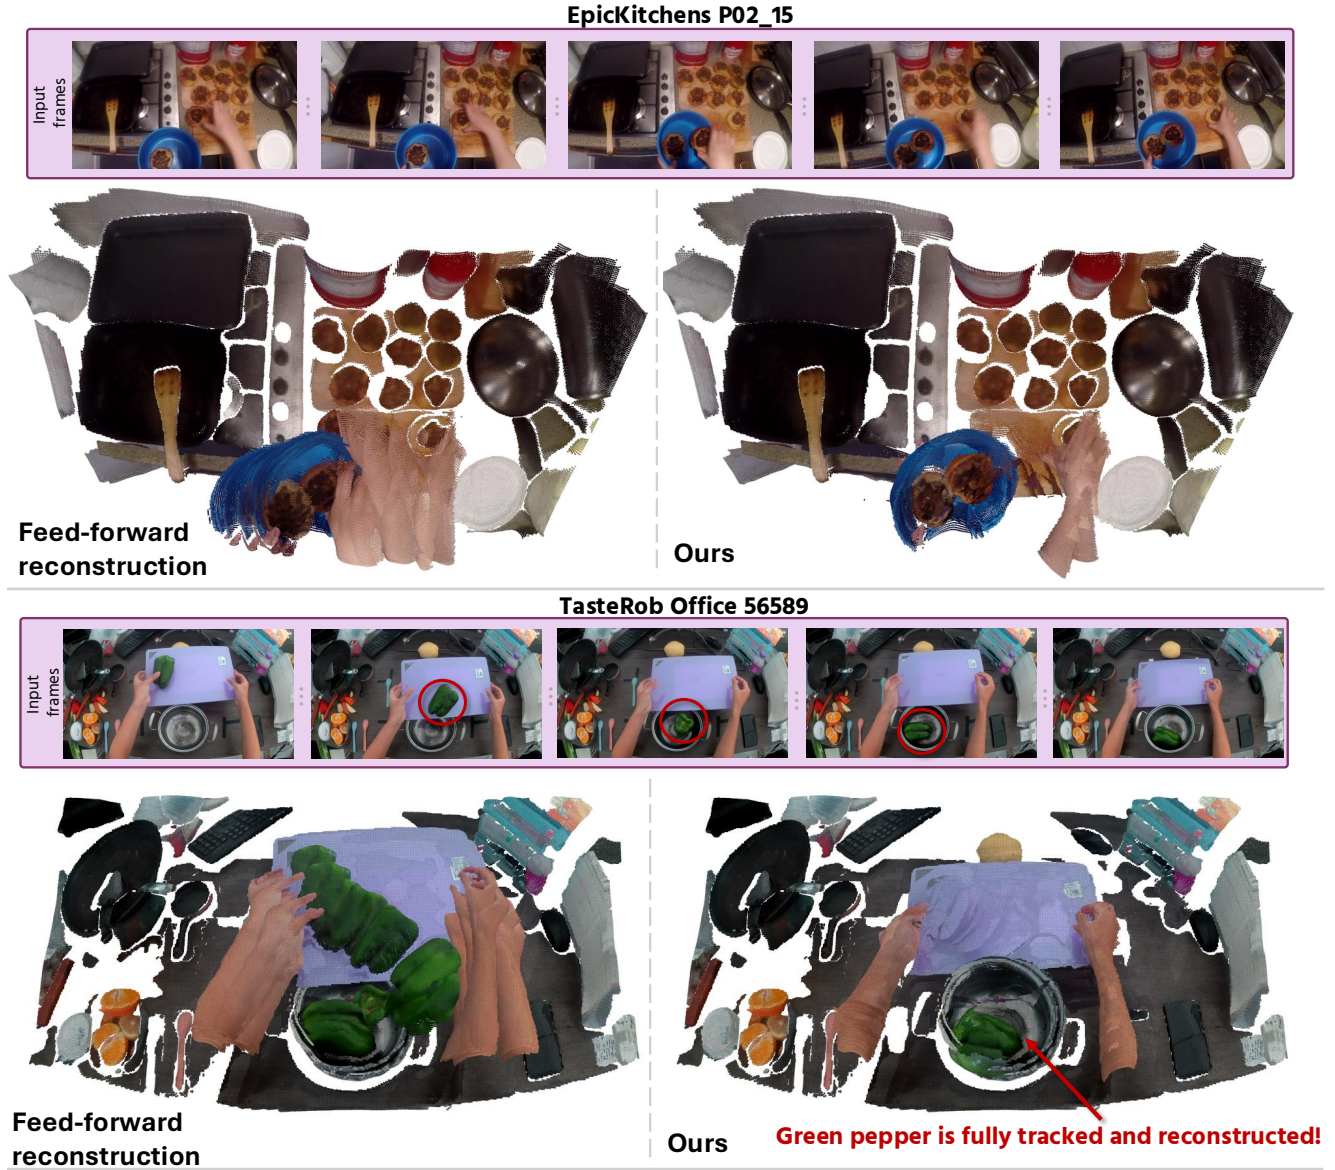 EpicKitchens P02_15
Input
frames
Feed-forward
reconstruction
Ours
TasteRob Office 56589
Input
frames
Feed-forward
reconstruction
Ours
Green pepper is fully tracked and reconstructed!